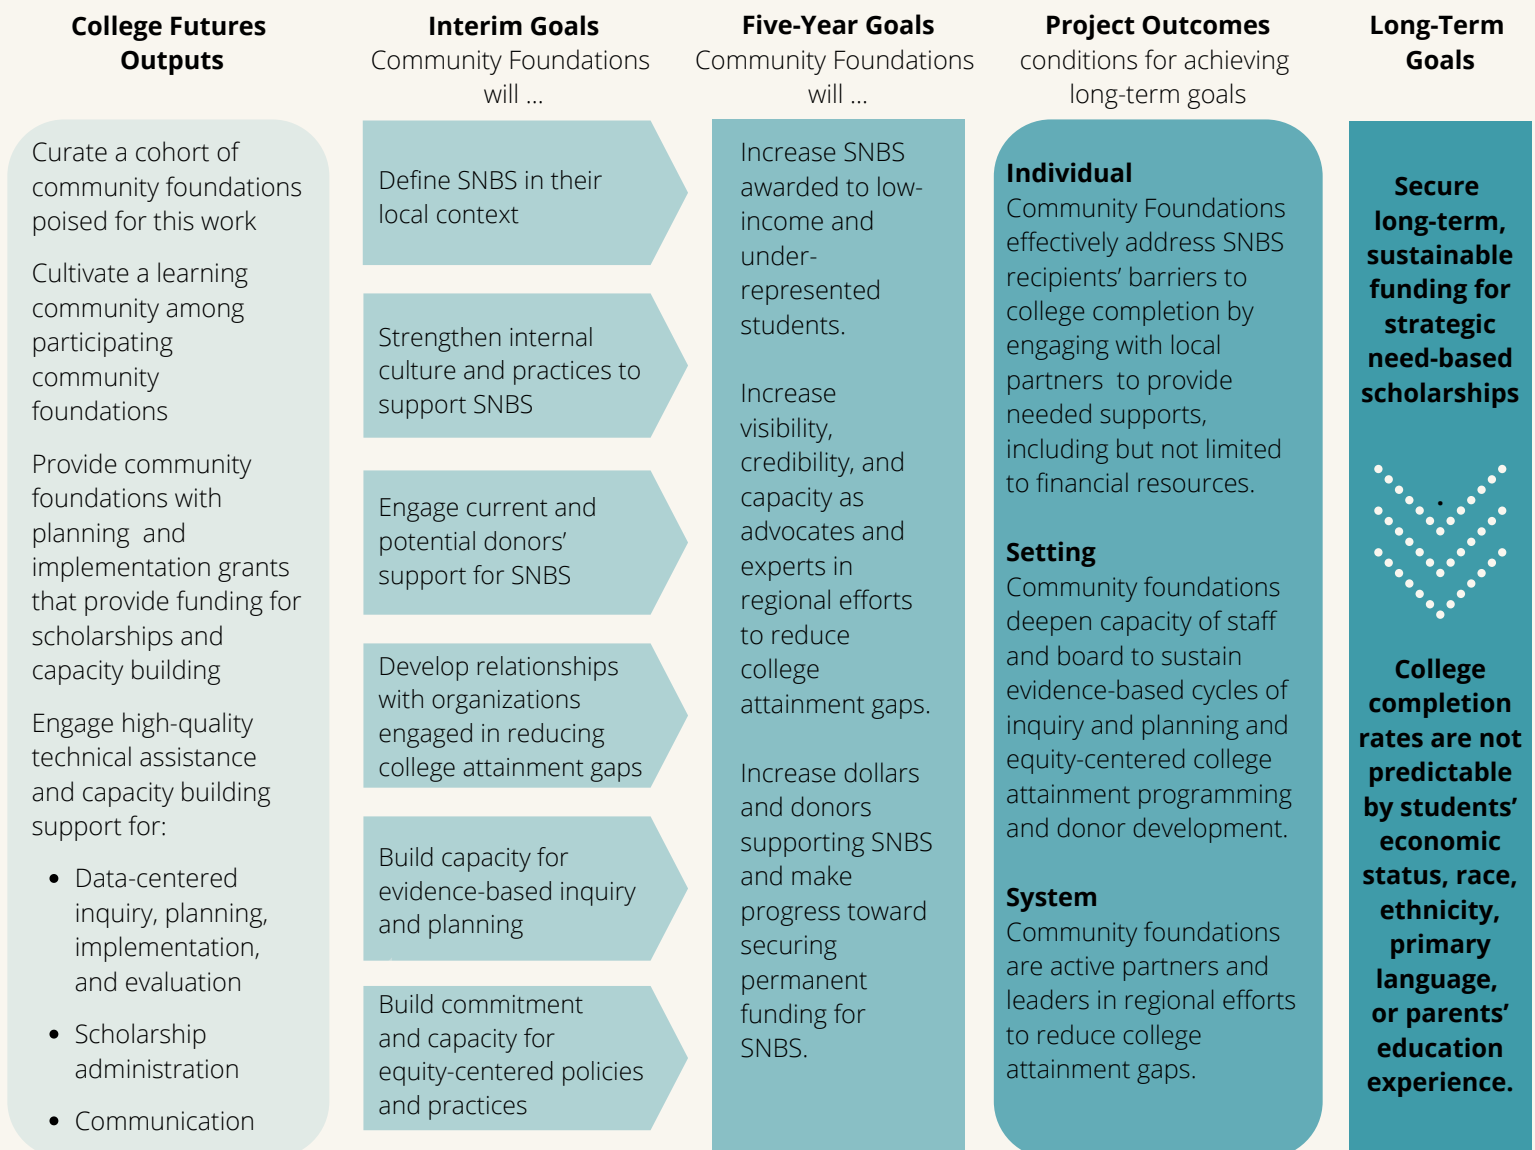 College Futures
Outputs
Curate a cohort of
community foundations
poised for this work
Cultivate a learning
community among
participating
community
foundations
Provide community
foundations with
planning and
implementation grants
that provide funding for
scholarships and
capacity building
Engage high-quality
technical assistance
and capacity building
support for:
• Data-centered
inquiry, planning,
implementation,
and evaluation
• Scholarship
administration
• Communication
Interim Goals
Community Foundations
will ...
Define SNBS in their
local context
Strengthen internal
culture and practices to
support SNBS
Engage current and
potential donors’
support for SNBS
Develop relationships
with organizations
engaged in reducing
college attainment gaps
Build capacity for
evidence-based inquiry
and planning
Build commitment
and capacity for
equity-centered policies
and practices
Five-Year Goals
Community Foundations
will ...
Increase SNBS
awarded to low-
income and
under-
represented
students.
Increase
visibility,
credibility, and
capacity as
advocates and
experts in
regional efforts
to reduce
college
attainment gaps.
Increase dollars
and donors
supporting SNBS
and make
progress toward
securing
permanent
funding for
SNBS.
Project Outcomes
conditions for achieving
long-term goals
Individual
Community Foundations
effectively address SNBS
recipients’ barriers to
college completion by
engaging with local
partners to provide
needed supports,
including but not limited
to financial resources.
Setting
Community foundations
deepen capacity of staff
and board to sustain
evidence-based cycles of
inquiry and planning and
equity-centered college
attainment programming
and donor development.
System
Community foundations
are active partners and
leaders in regional efforts
to reduce college
attainment gaps.
Long-Term
Goals
Secure
long-term,
sustainable
funding for
strategic
need-based
scholarships
.
College
completion
rates are not
predictable
by students’
economic
status, race,
ethnicity,
primary
language,
or parents’
education
experience.